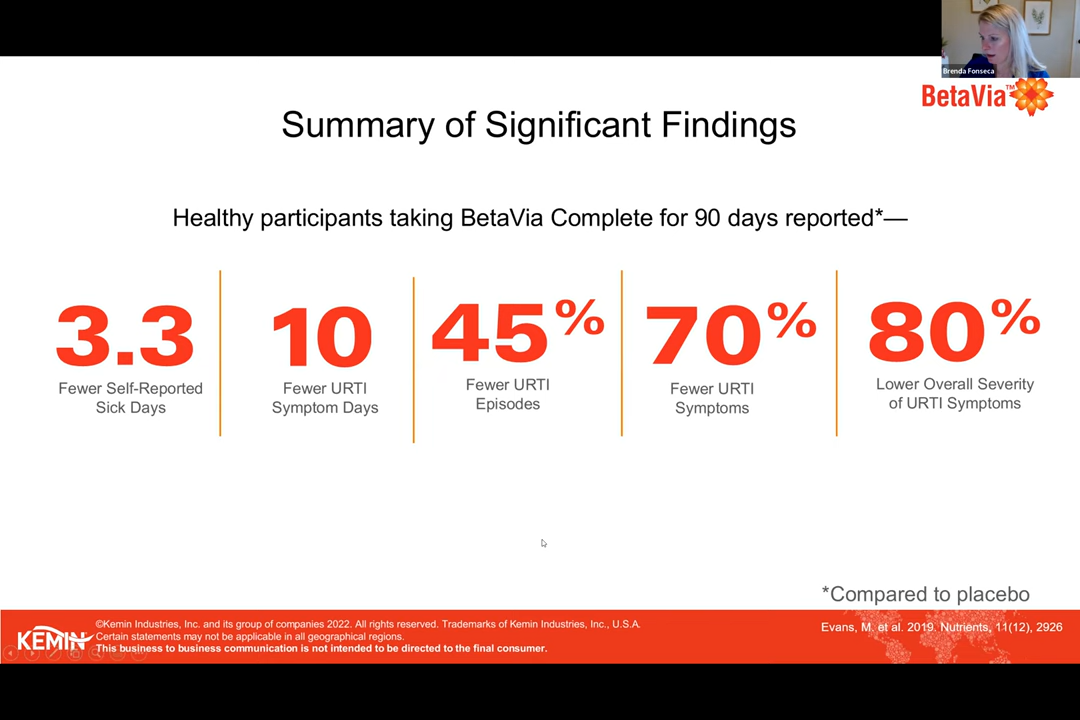 Brenda Fonseca
BetaVia™
Summary of Significant Findings
Healthy participants taking BetaVia Complete for 90 days reported*—
3.3
Fewer Self-Reported
Sick Days
10
Fewer URTI
Symptom Days
45%
Fewer URTI
Episodes
70%
Fewer URTI
Symptoms
80%
Lower Overall Severity
of URTI Symptoms
*Compared to placebo
KEMIN
©Kemin Industries, Inc. and its group of companies 2022. All rights reserved. Trademarks of Kemin Industries, Inc., U.S.A.
Certain statements may not be applicable in all geographical regions.
This business to business communication is not intended to be directed to the final consumer.
Evans, M. et al. 2019. Nutrients, 11(12), 2926